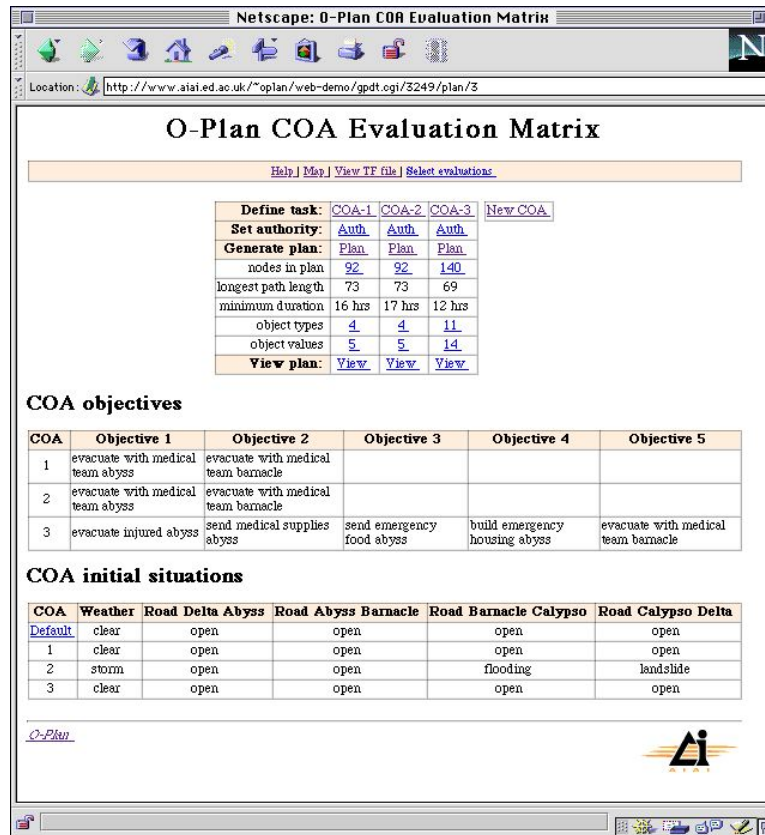 Netscape: O-Plan COA Evaluation Matrix
N
Location: http://www.aiai.ed.ac.uk/~oplan/web-demo/gpdt.cgi/3249/plan/3
O-Plan COA Evaluation Matrix
Help | Map | View TF file | Select evaluations
Define task: COA-1 COA-2 COA-3 New COA
Set authority: Auth Auth Auth
Generate plan: Plan Plan Plan
nodes in plan 92 92 140
longest path length 73 73 69
minimum duration 16 hrs 17 hrs 12 hrs
object types 4 4 11
object values 5 5 14
View plan: View View View
COA objectives
COA Objective 1 Objective 2 Objective 3 Objective 4 Objective 5
1 evacuate with medical team abyss evacuate with medical team barnacle
2 evacuate with medical team abyss evacuate with medical team barnacle
3 evacuate injured abyss send medical supplies abyss send emergency food abyss build emergency housing abyss evacuate with medical team barnacle
COA initial situations
COA Weather Road Delta Abyss Road Abyss Barnacle Road Barnacle Calypso Road Calypso Delta
Default clear open open open open
1 clear open open open open
2 storm open open flooding landslide
3 clear open open open open
O-Plan
Ai
AIAI